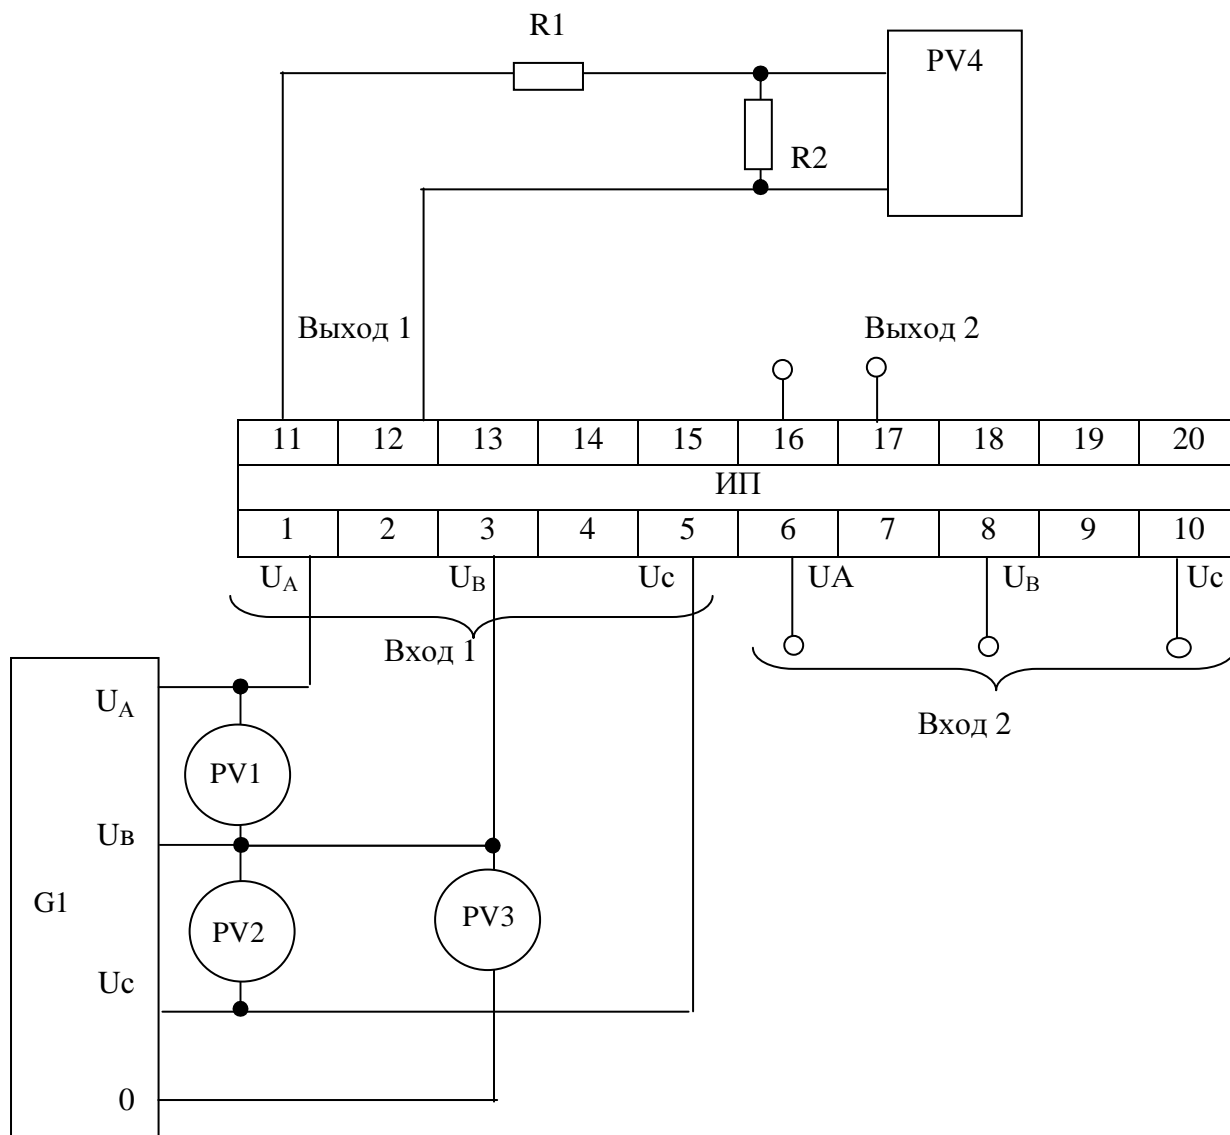 R1
PV4
R2
Выход 1
Выход 2
11 12 13 14 15 16 17 18 19 20
ИП
1 2 3 4 5 6 7 8 9 10
UA UB Uc UA UB Uc
Вход 1
Вход 2
UA
PV1
UB
G1
PV2
PV3
Uc
0